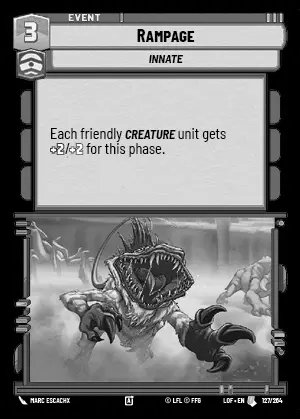 EVENT
3
RAMPAGE
INNATE
Each friendly CREATURE unit gets
+2/+2 for this phase.
MARC ESCACHX
© LFL © FFG
LOF • EN
127/264